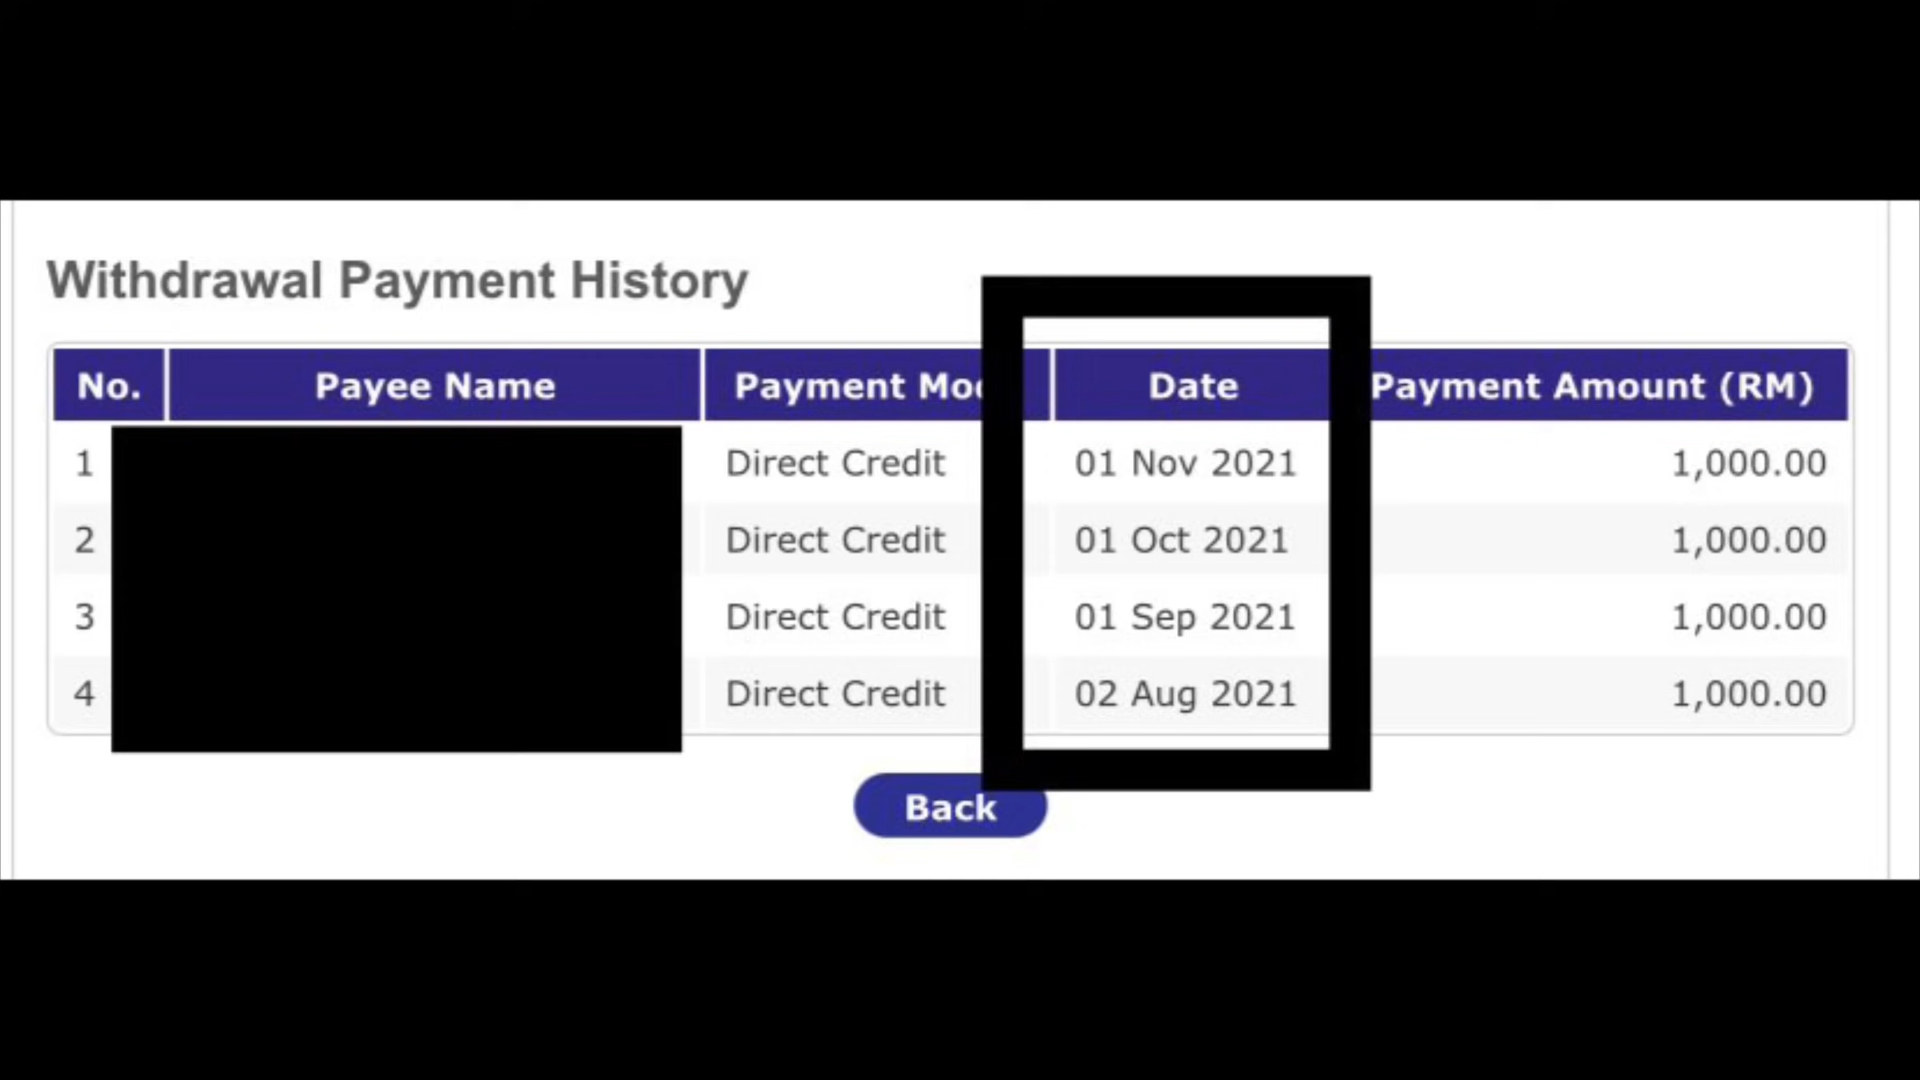 Withdrawal Payment History
No. Payee Name Payment Date Payment Amount (RM)
1 Direct Credit 01 Nov 2021 1,000.00
2 Direct Credit 01 Oct 2021 1,000.00
3 Direct Credit 01 Sep 2021 1,000.00
4 Direct Credit 02 Aug 2021 1,000.00
Back